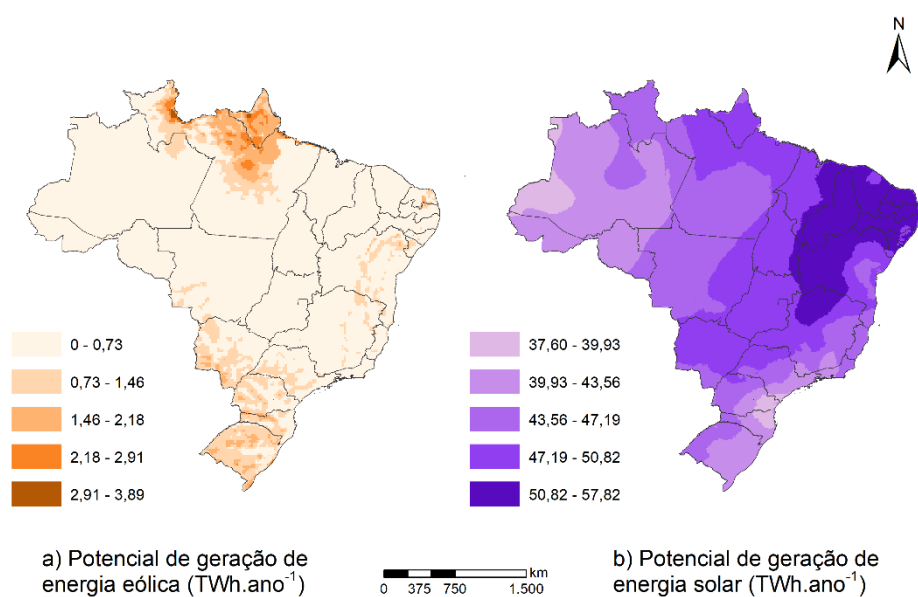 N
0 - 0,73
0,73 - 1,46
1,46 - 2,18
2,18 - 2,91
2,91 - 3,89
37,60 - 39,93
39,93 - 43,56
43,56 - 47,19
47,19 - 50,82
50,82 - 57,82
a) Potencial de geração de
energia eólica (TWh.ano⁻¹)
km
0 375 750 1.500
b) Potencial de geração de
energia solar (TWh.ano⁻¹)